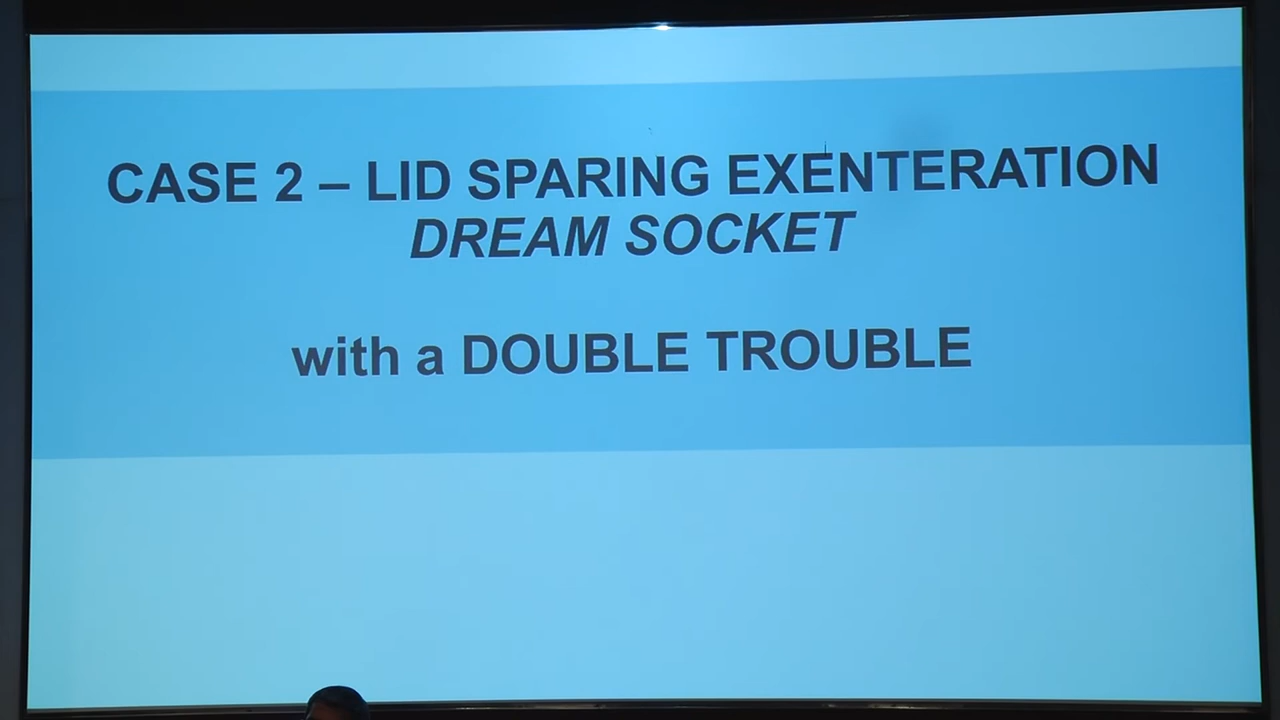 CASE 2 – LID SPARING EXENTERATION
DREAM SOCKET
with a DOUBLE TROUBLE